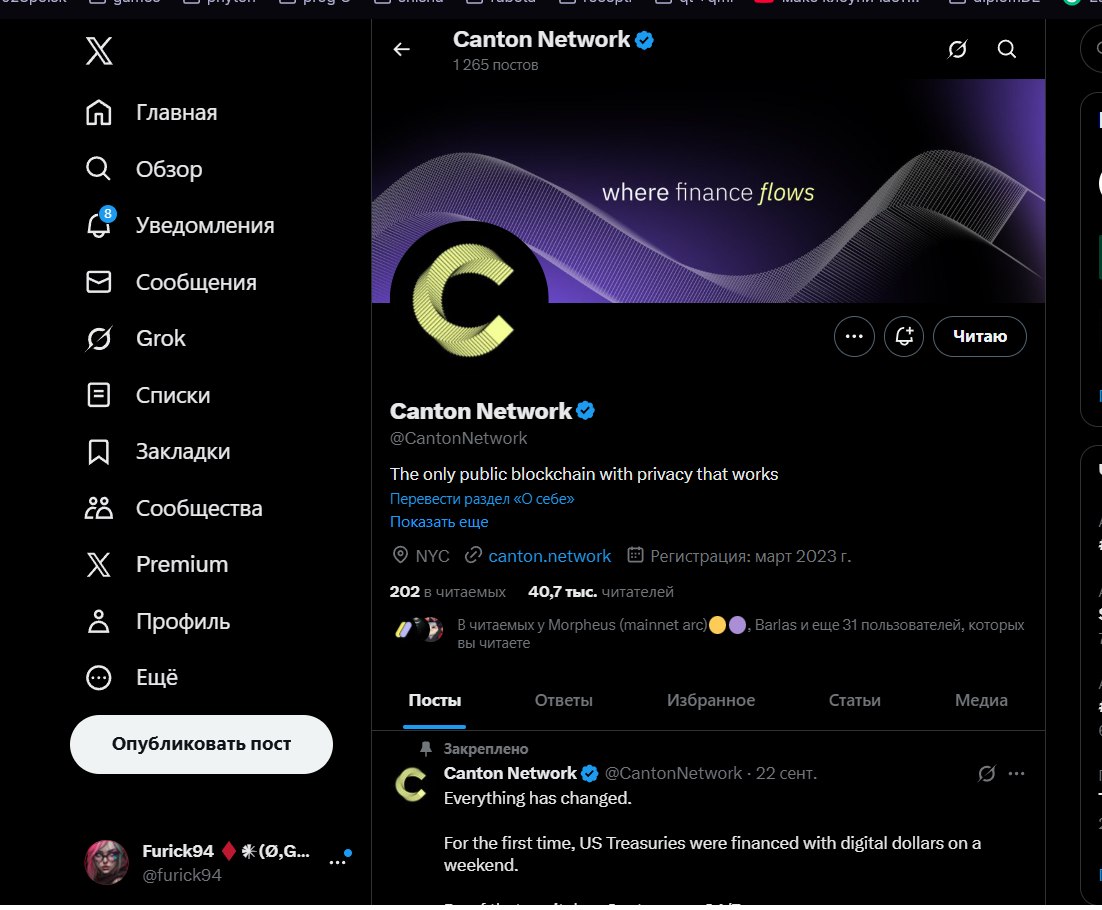 games
phyton
Canton Network
1 265 постов
Главная
Обзор
8
Уведомления
Сообщения
Grok
Списки
Закладки
Сообщества
Premium
Профиль
Ещё
Опубликовать пост
Furick94 ♦️ ☀(Ø,G...
@furick94
where finance flows
Читаю
Canton Network
@CantonNetwork
The only public blockchain with privacy that works
Перевести раздел «О себе»
Показать еще
NYC canton.network Регистрация: март 2023 г.
202 в читаемых 40,7 тыс. читателей
В читаемых у Morpheus (mainnet arc)🟡🟣, Barlas и еще 31 пользователей, которых
вы читаете
Посты Ответы Избранное Статьи Медиа
Закреплено
Canton Network @CantonNetwork · 22 сент.
Everything has changed.
For the first time, US Treasuries were financed with digital dollars on a
weekend.